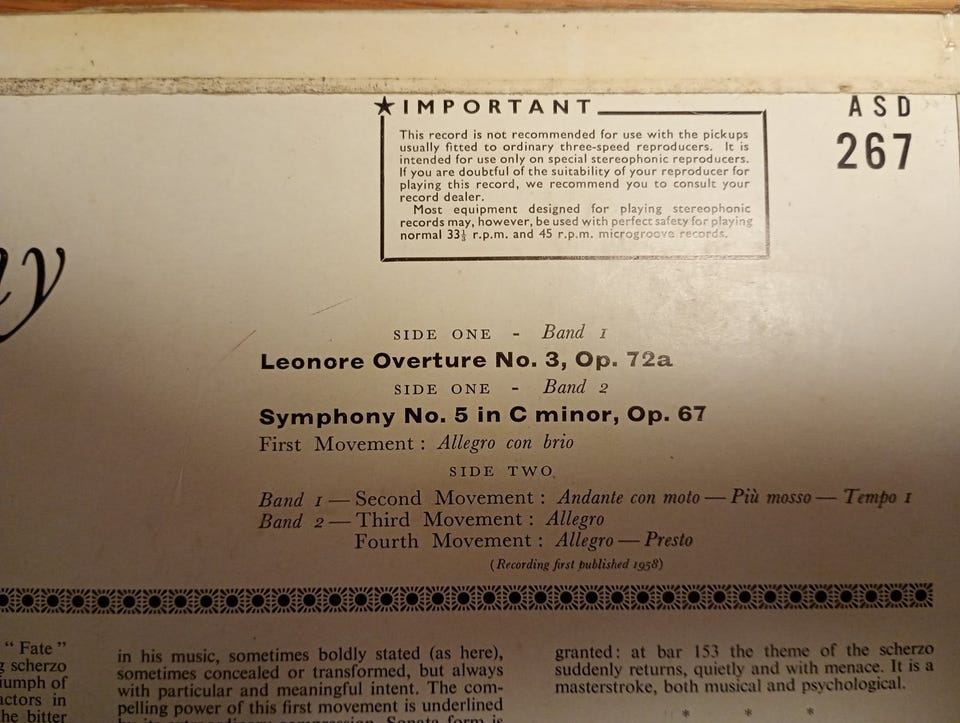 ★ IMPORTANT
This record is not recommended for use with the pickups
usually fitted to ordinary three-speed reproducers. It is
intended for use only on special stereophonic reproducers.
If you are doubtful of the suitability of your reproducer for
playing this record, we recommend you to consult your
record dealer.
Most equipment designed for playing stereophonic
records may, however, be used with perfect safety for playing
normal 33⅓ r.p.m. and 45 r.p.m. microgroove records.
ASD
267
SIDE ONE - Band 1
Leonore Overture No. 3, Op. 72a
SIDE ONE - Band 2
Symphony No. 5 in C minor, Op. 67
First Movement : Allegro con brio
SIDE TWO
Band 1 — Second Movement : Andante con moto — Più mosso — Tempo 1
Band 2 — Third Movement : Allegro
Fourth Movement : Allegro — Presto
(Recording first published 1958)
“ Fate ”
scherzo
of
in
the bitter
in his music, sometimes boldly stated (as here),
sometimes concealed or transformed, but always
with particular and meaningful intent. The com-
pelling power of this first movement is underlined
granted: at bar 153 the theme of the scherzo
suddenly returns, quietly and with menace. It is a
masterstroke, both musical and psychological.
* * *